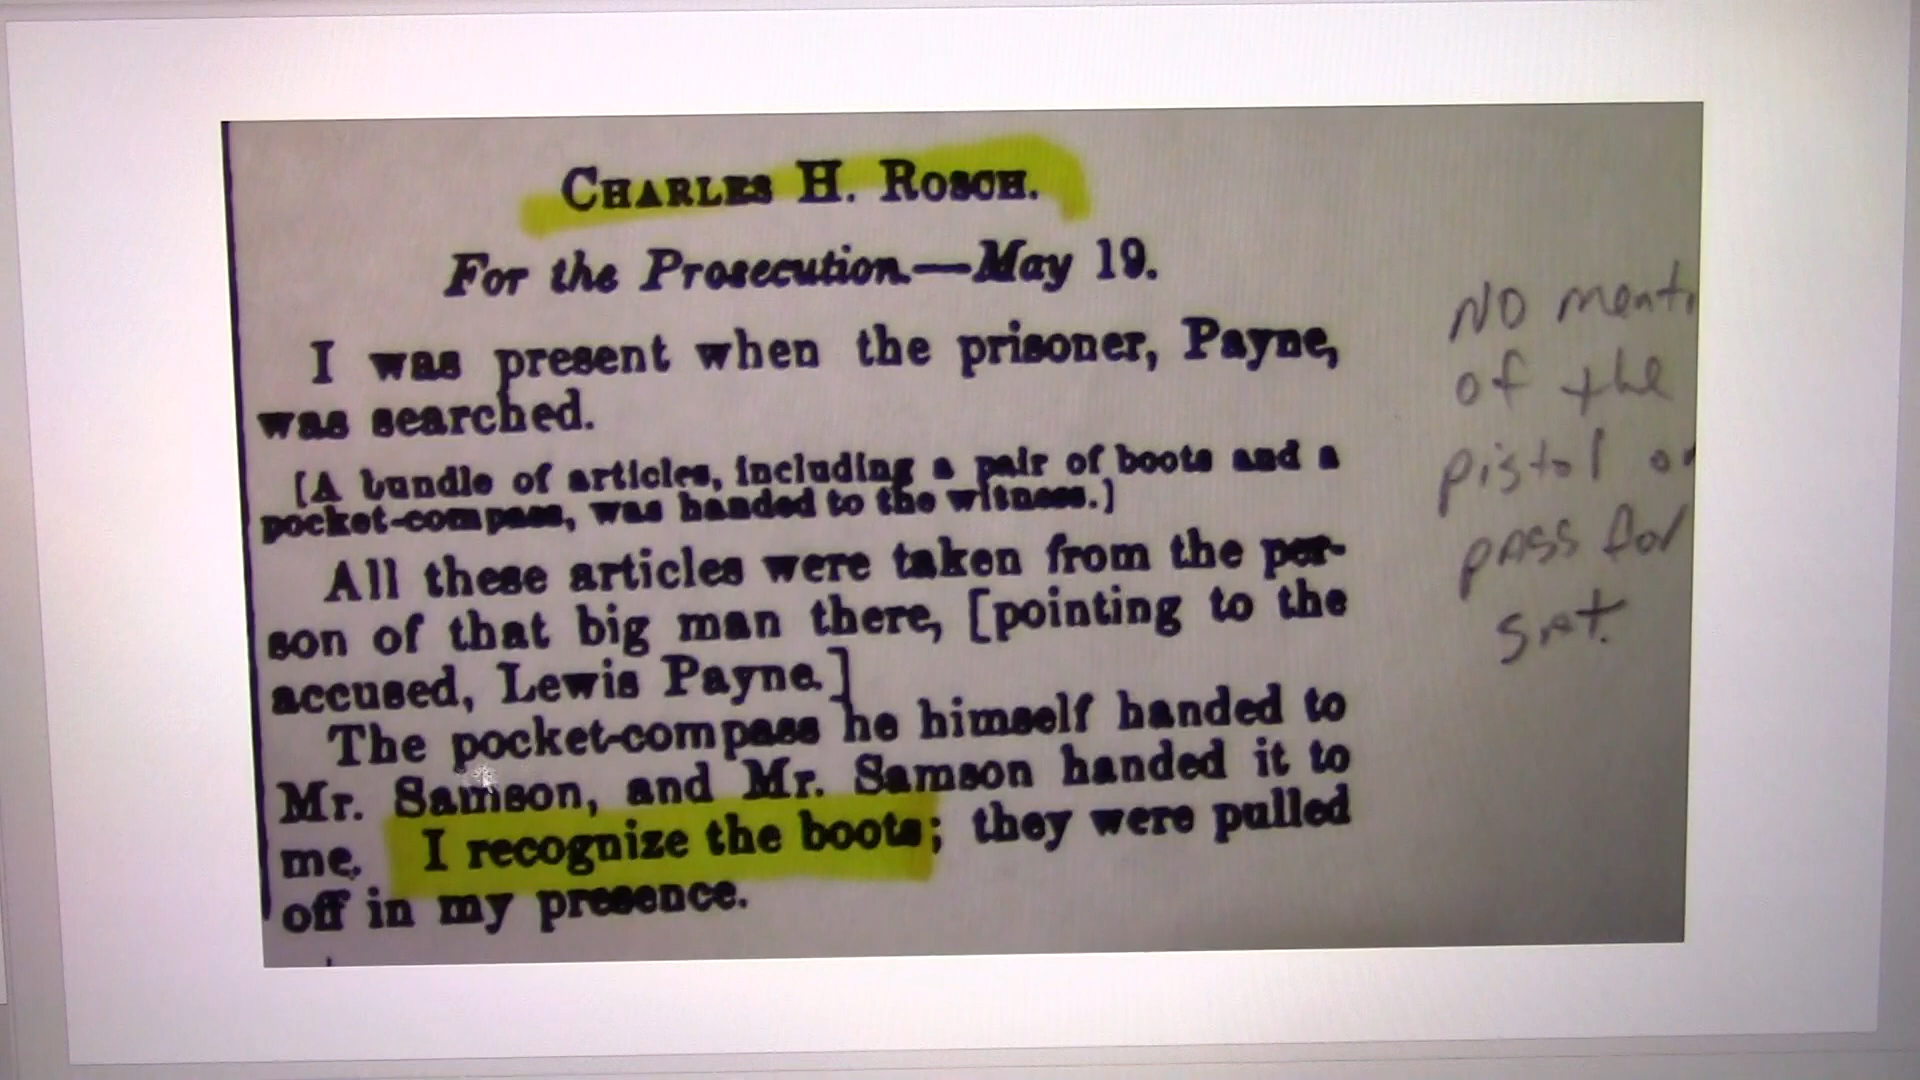 CHARLES H. ROSCH.
For the Prosecution.—May 19.
I was present when the prisoner, Payne,
was searched.
[A bundle of articles, including a pair of boots and a
pocket-compass, was handed to the witness.]
All these articles were taken from the per-
son of that big man there, [pointing to the
accused, Lewis Payne.]
The pocket-compass he himself handed to
Mr. Samson, and Mr. Samson handed it to
me. I recognize the boots; they were pulled
off in my presence.
NO menti
of the
pistol or
pASS for